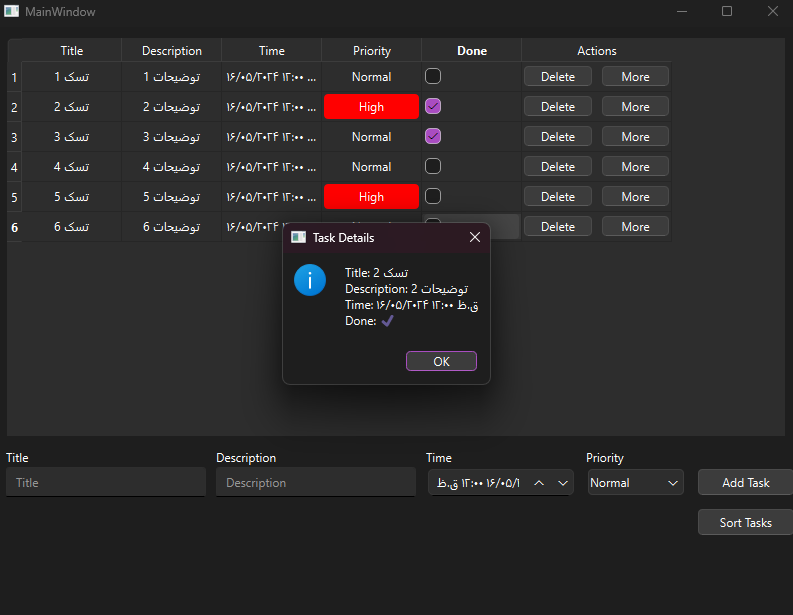 MainWindow
Title Description Time Priority Done Actions
1 تسک 1 توضیحات 1 ۱۶/۰۵/۲۰۲۴ ۱۲:۰۰ ... Normal Delete More
2 تسک 2 توضیحات 2 ۱۶/۰۵/۲۰۲۴ ۱۲:۰۰ ... High Delete More
3 تسک 3 توضیحات 3 ۱۶/۰۵/۲۰۲۴ ۱۲:۰۰ ... Normal Delete More
4 تسک 4 توضیحات 4 ۱۶/۰۵/۲۰۲۴ ۱۲:۰۰ ... Normal Delete More
5 تسک 5 توضیحات 5 ۱۶/۰۵/۲۰۲۴ ۱۲:۰۰ ... High Delete More
6 تسک 6 توضیحات 6 ۱۶/۰۵/۲۰۲۴ Delete More
Task Details
Title: تسک 2
Description: توضیحات 2
Time: ۱۶/۰۵/۲۰۲۴ ۱۲:۰۰ ق.ظ
Done: ✔
OK
Title Description Time Priority
Title Description ۱۶/۰۵/۲ ۱۲:۰۰ ق.ظ Normal Add Task
Sort Tasks